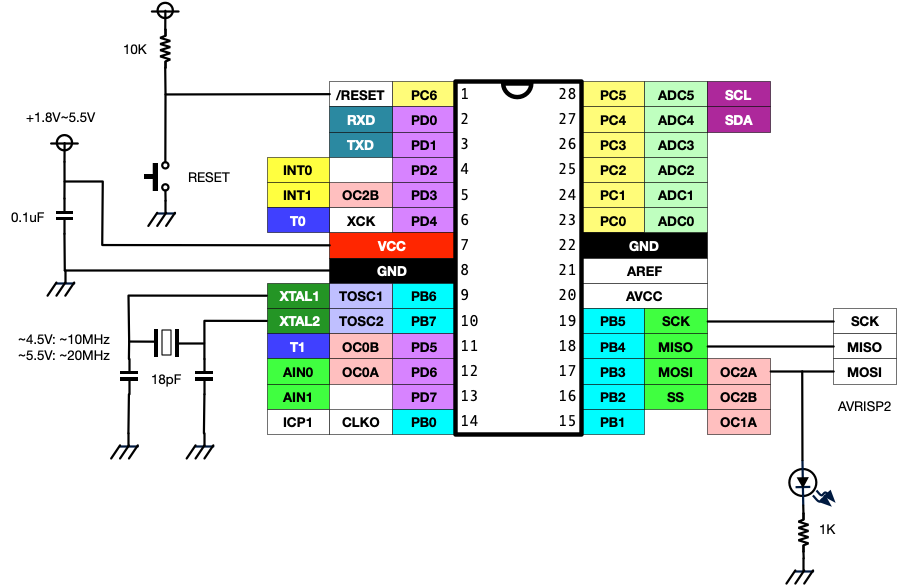 10K
+1.8V~5.5V
RESET
0.1uF
~4.5V: ~10MHz
~5.5V: ~20MHz
18pF
/RESET PC6 1 28 PC5 ADC5 SCL
RXD PD0 2 27 PC4 ADC4 SDA
TXD PD1 3 26 PC3 ADC3
INT0 PD2 4 25 PC2 ADC2
INT1 OC2B PD3 5 24 PC1 ADC1
T0 XCK PD4 6 23 PC0 ADC0
VCC 7 22 GND
GND 8 21 AREF
XTAL1 TOSC1 PB6 9 20 AVCC
XTAL2 TOSC2 PB7 10 19 PB5 SCK SCK
T1 OC0B PD5 11 18 PB4 MISO MISO
AIN0 OC0A PD6 12 17 PB3 MOSI OC2A MOSI
AIN1 PD7 13 16 PB2 SS OC2B
ICP1 CLKO PB0 14 15 PB1 OC1A
AVRISP2
1K